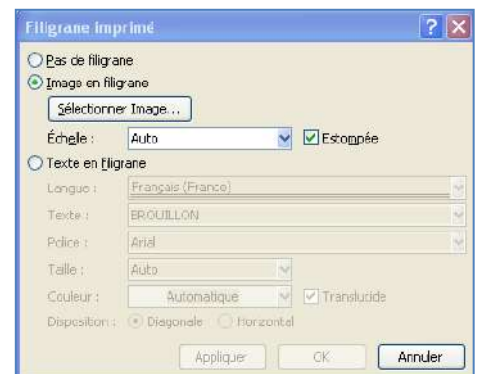 Filigrane imprimé
Pas de filigrane
Image en filigrane
Sélectionner Image...
Échelle : Auto Estompée
Texte en filigrane
Langue : Français (France)
Texte : BROUILLON
Police : Arial
Taille : Auto
Couleur : Automatique Translucide
Disposition : Diagonale Horizontal
Appliquer OK Annuler